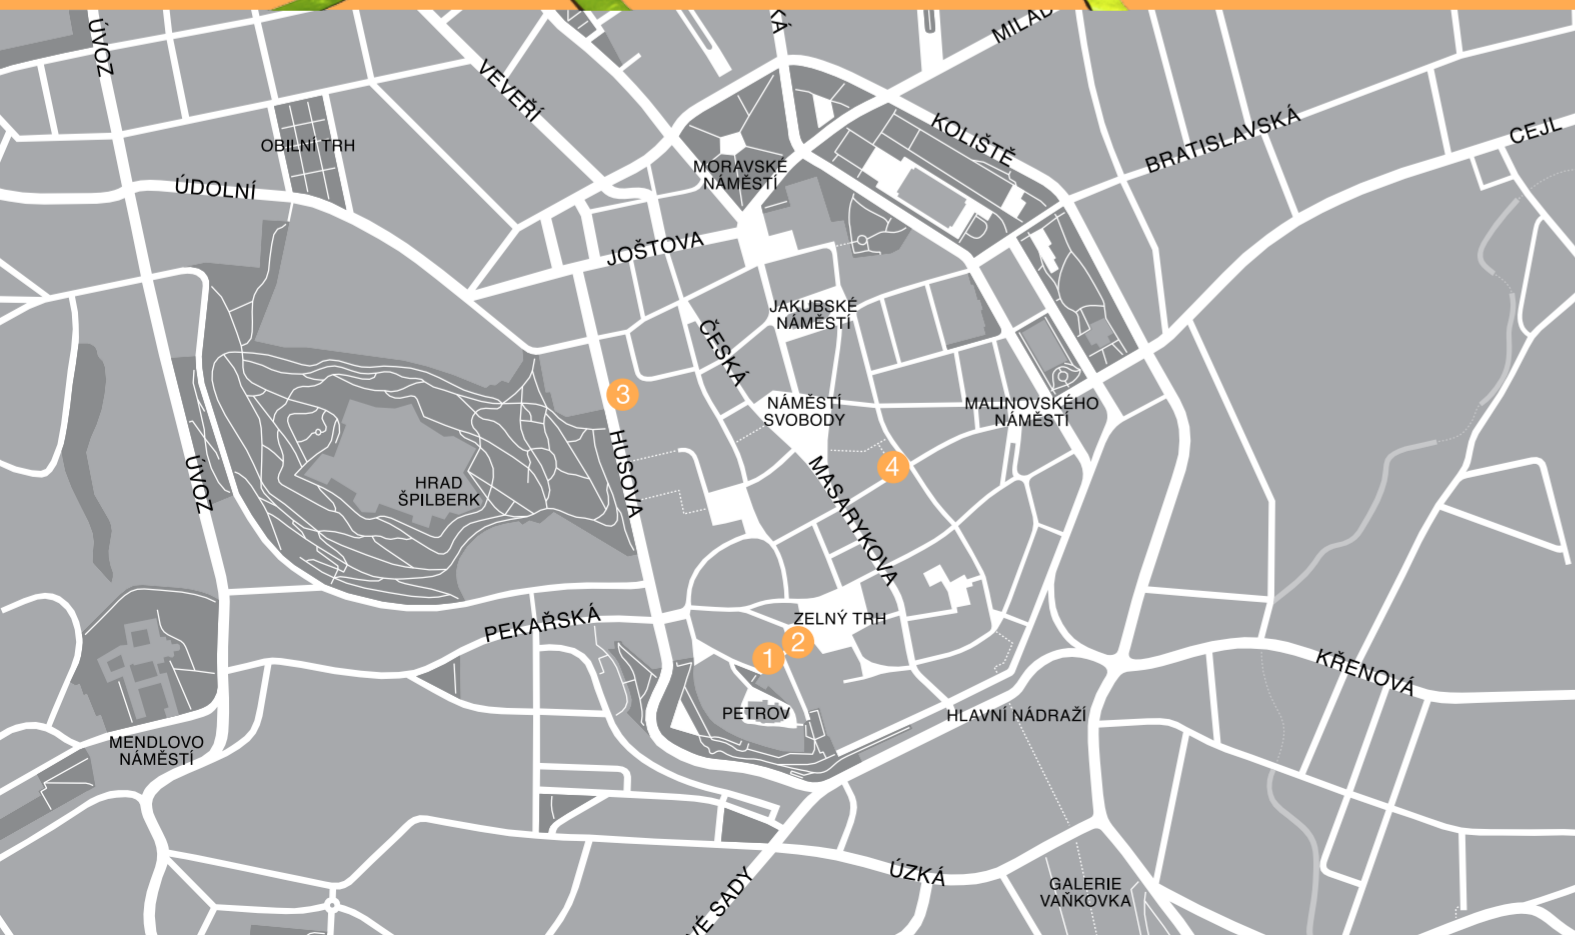 ÚVOZ
KÁ
MILAD
VEVEŘÍ
KOLIŠTĚ
BRATISLAVSKÁ
CEJL
OBILNÍ TRH
MORAVSKÉ
NÁMĚSTÍ
ÚDOLNÍ
JOŠTOVA
JAKUBSKÉ
NÁMĚSTÍ
ČESKÁ
3
NÁMĚSTÍ
SVOBODY
MALINOVSKÉHO
NÁMĚSTÍ
HUSOVA
ÚVOZ
HRAD
ŠPILBERK
4
MASARYKOVA
PEKAŘSKÁ
ZELNÝ TRH
2
1
KŘENOVÁ
PETROV
HLAVNÍ NÁDRAŽÍ
MENDLOVO
NÁMĚSTÍ
ÚZKÁ
VÉ SADY
GALERIE
VAŇKOVKA